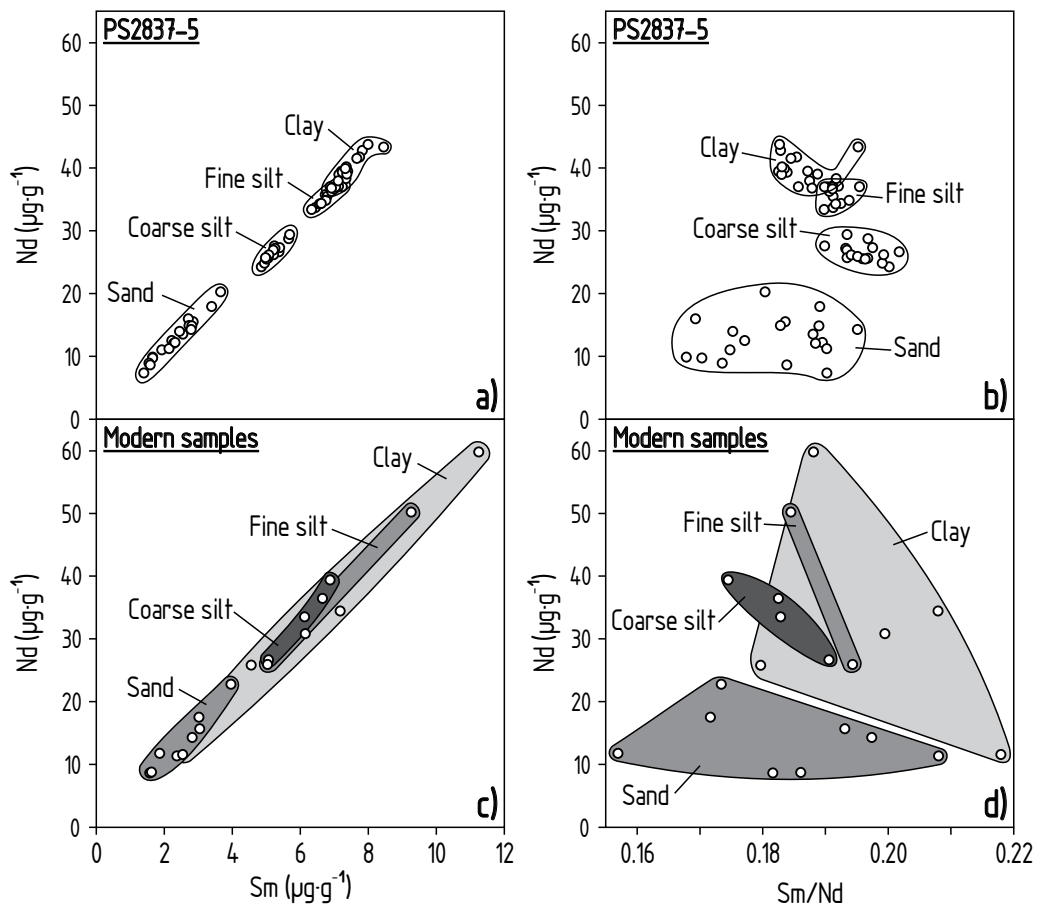 PS2837-5
60
50
40
30
20
10
0
Nd (µg·g⁻¹)
Clay
Fine silt
Coarse silt
Sand
a)
PS2837-5
60
50
40
30
20
10
0
Nd (µg·g⁻¹)
Clay
Fine silt
Coarse silt
Sand
b)
Modern samples
60
50
40
30
20
10
0
Nd (µg·g⁻¹)
Clay
Fine silt
Coarse silt
Sand
c)
0 2 4 6 8 10 12
Sm (µg·g⁻¹)
Modern samples
60
50
40
30
20
10
0
Nd (µg·g⁻¹)
Fine silt
Clay
Coarse silt
Sand
d)
0.16 0.18 0.20 0.22
Sm/Nd